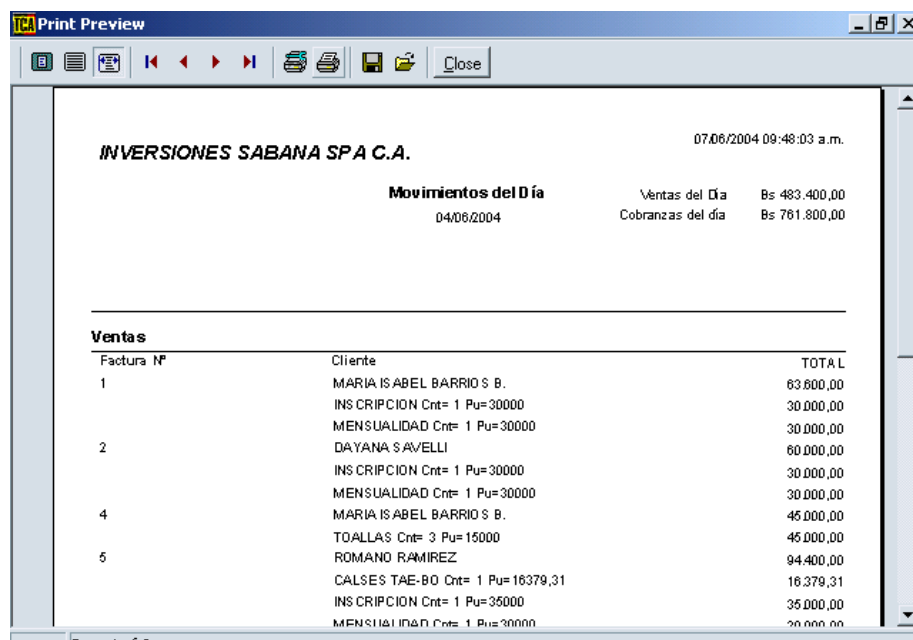 TCA Print Preview
Close
07/06/2004 09:48:03 a.m.
INVERSIONES SABANA SPA C.A.
Movimientos del Día Ventas del Día Bs 483.400,00
04/06/2004 Cobranzas del día Bs 761.800,00
Ventas
Factura Nº Cliente TOTAL
1 MARIA ISABEL BARRIOS B. 63.600,00
INSCRIPCION Cnt= 1 Pu=30000 30.000,00
MENSUALIDAD Cnt= 1 Pu=30000 30.000,00
2 DAYANA SAVELLI 60.000,00
INSCRIPCION Cnt= 1 Pu=30000 30.000,00
MENSUALIDAD Cnt= 1 Pu=30000 30.000,00
4 MARIA ISABEL BARRIOS B. 45.000,00
TOALLAS Cnt= 3 Pu=15000 45.000,00
5 ROMANO RAMIREZ 94.400,00
CALSES TAE-BO Cnt= 1 Pu=16379,31 16.379,31
INSCRIPCION Cnt= 1 Pu=35000 35.000,00
MENSUALIDAD Cnt= 1 Pu=30000